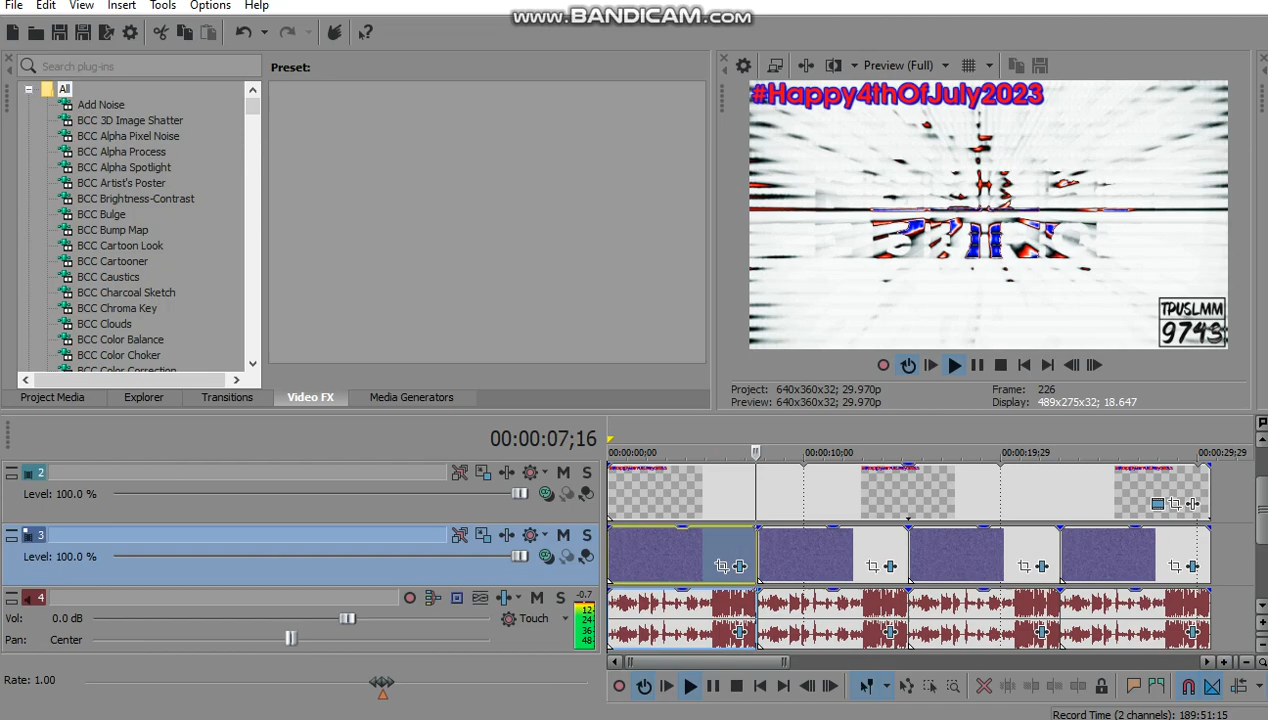 File Edit View Insert Tools Options Help
www.BANDICAM.com
Search plug-ins
Preset:
Preview (Full)
All
Add Noise
BCC 3D Image Shatter
BCC Alpha Pixel Noise
BCC Alpha Process
BCC Alpha Spotlight
BCC Artist's Poster
BCC Brightness-Contrast
BCC Bulge
BCC Bump Map
BCC Cartoon Look
BCC Cartooner
BCC Caustics
BCC Charcoal Sketch
BCC Chroma Key
BCC Clouds
BCC Color Balance
BCC Color Choker
BCC Color Correction
#Happy4thOfJuly2023
TPUSLMM
9743
Project Media Explorer Transitions Video FX Media Generators
Project: 640x360x32; 29.970p Frame: 226
Preview: 640x360x32; 29.970p Display: 489x275x32; 18.647
00:00:07;16
00:00:00;00 00:00:10;00 00:00:19;29 00:00:29;29
2 M S
Level: 100.0 %
3 M S
Level: 100.0 %
4 M S -0.7
Vol: 0.0 dB Touch 12
24
36
48
Pan: Center
Rate: 1.00
Record Time (2 channels): 189:51:15